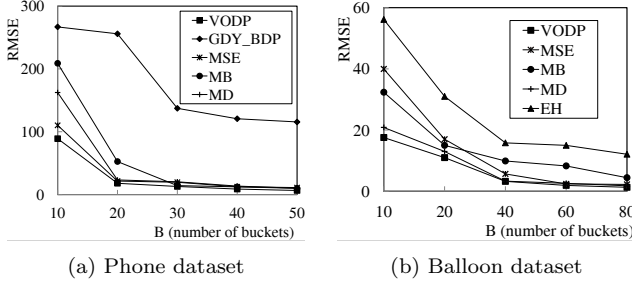 RMSE
300
200
100
0
VODP
GDY_BDP
MSE
MB
MD
10 20 30 40 50
B (number of buckets)
(a) Phone dataset
RMSE
60
40
20
0
VODP
MSE
MB
MD
EH
10 20 40 60 80
B (number of buckets)
(b) Balloon dataset